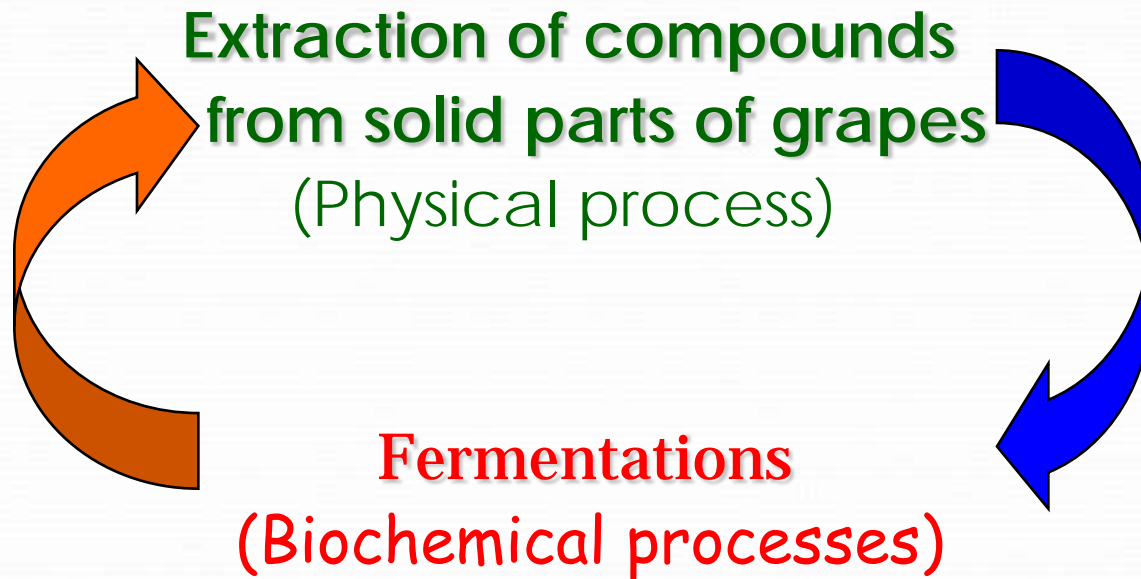 Extraction of compounds
from solid parts of grapes
(Physical process)
Fermentations
(Biochemical processes)